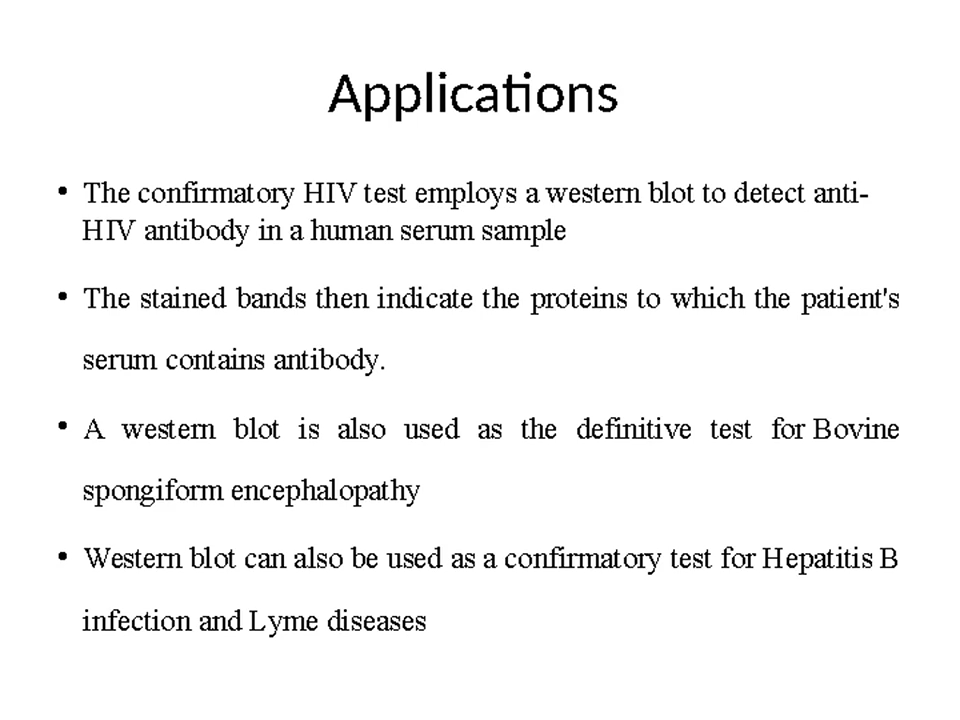 Applications
• The confirmatory HIV test employs a western blot to detect anti-
HIV antibody in a human serum sample
• The stained bands then indicate the proteins to which the patient's
serum contains antibody.
• A western blot is also used as the definitive test for Bovine
spongiform encephalopathy
• Western blot can also be used as a confirmatory test for Hepatitis B
infection and Lyme diseases